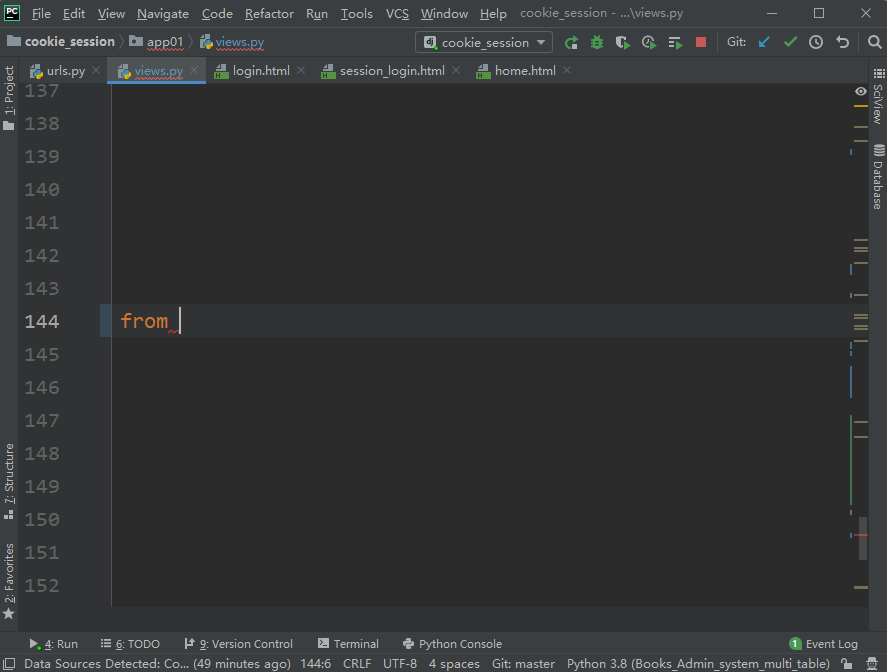 PC File Edit View Navigate Code Refactor Run Tools VCS Window Help cookie_session - ...\views.py
cookie_session app01 views.py dj cookie_session Git:
urls.py views.py login.html session_login.html home.html
1: Project
7: Structure
2: Favorites
137
138
139
140
141
142
143
144 from
145
146
147
148
149
150
151
152
SciView
Database
4: Run 6: TODO 9: Version Control Terminal Python Console 1 Event Log
Data Sources Detected: Co... (49 minutes ago) 144:6 CRLF UTF-8 4 spaces Git: master Python 3.8 (Books_Admin_system_multi_table)